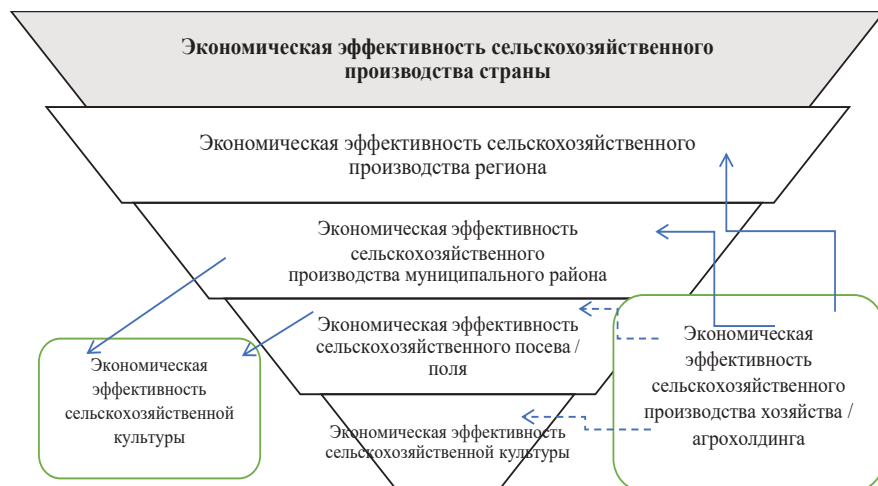 Экономическая эффективность сельскохозяйственного
производства страны
Экономическая эффективность сельскохозяйственного
производства региона
Экономическая эффективность
сельскохозяйственного
производства муниципального района
Экономическая эффективность
сельскохозяйственного посева /
поля
Экономическая эффективность
сельскохозяйственной культуры
Экономическая
эффективность
сельскохозяйственной
культуры
Экономическая
эффективность
сельскохозяйственного
производства хозяйства /
агрохолдинга